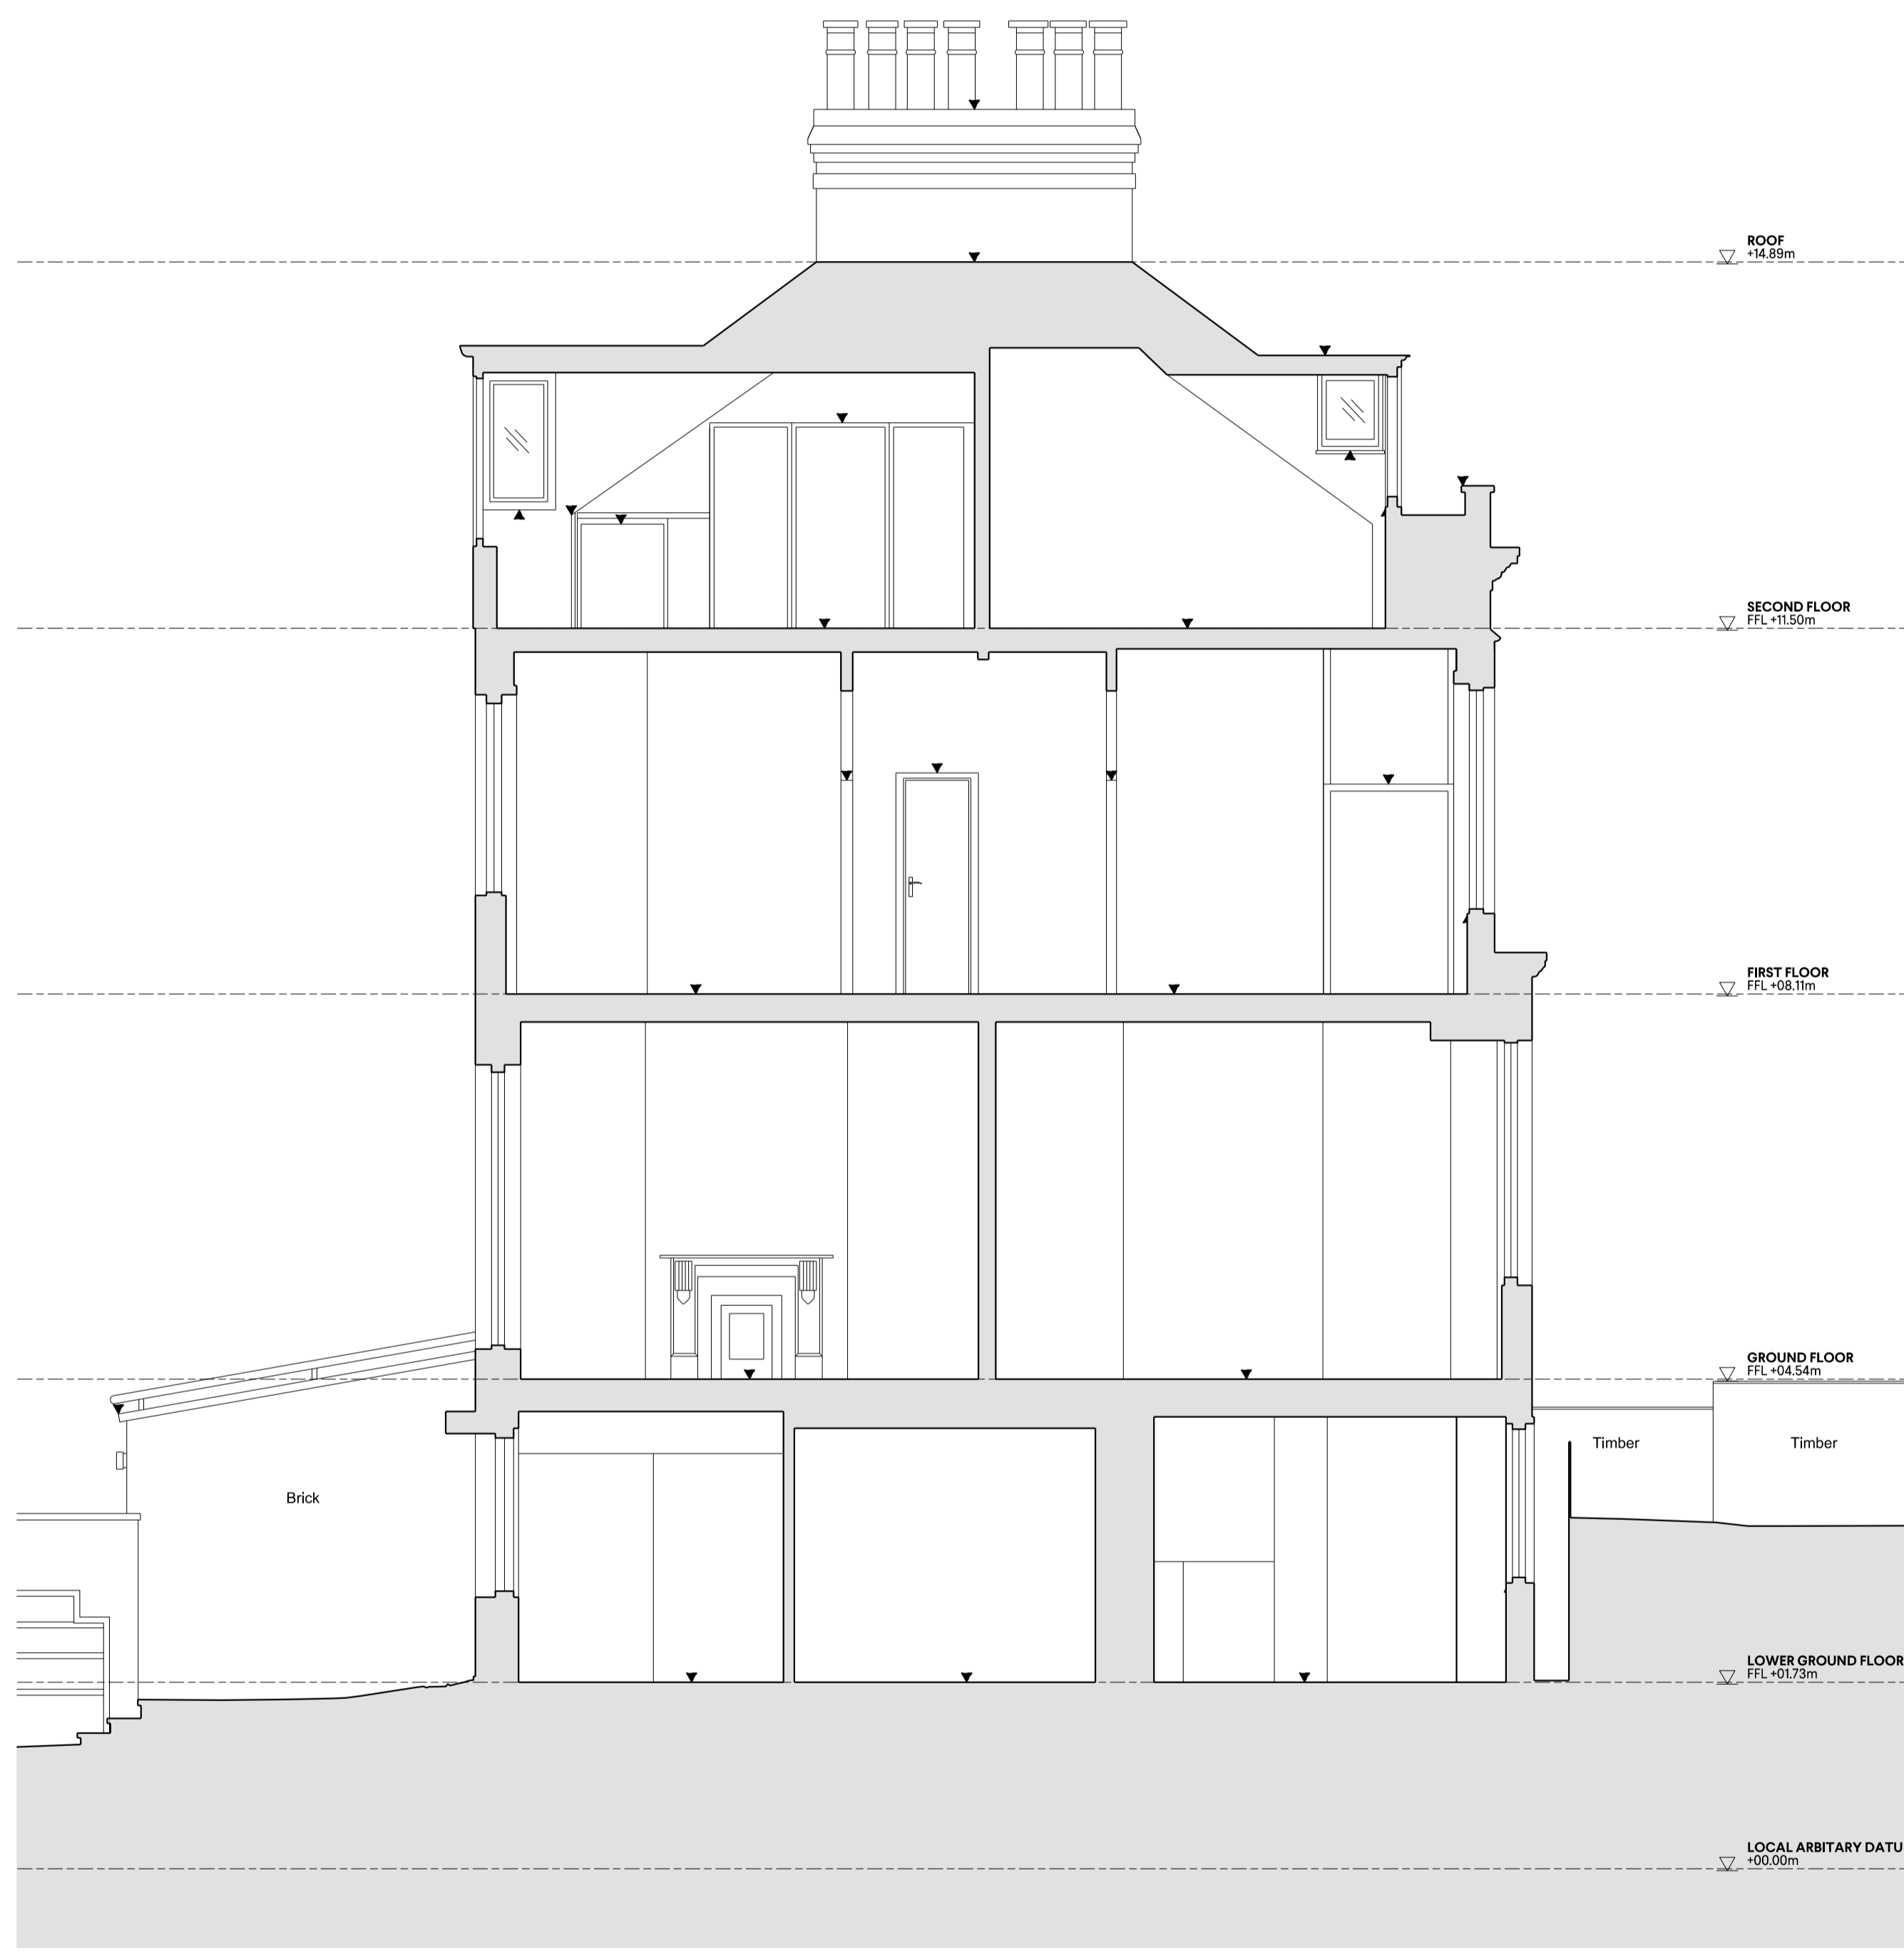 ROOF
+14.89m
SECOND FLOOR
FFL +11.50m
FIRST FLOOR
FFL +08.11m
GROUND FLOOR
FFL +04.54m
Timber
Timber
Brick
LOWER GROUND FLOOR
FFL +01.73m
LOCAL ARBITARY DATU
+00.00m